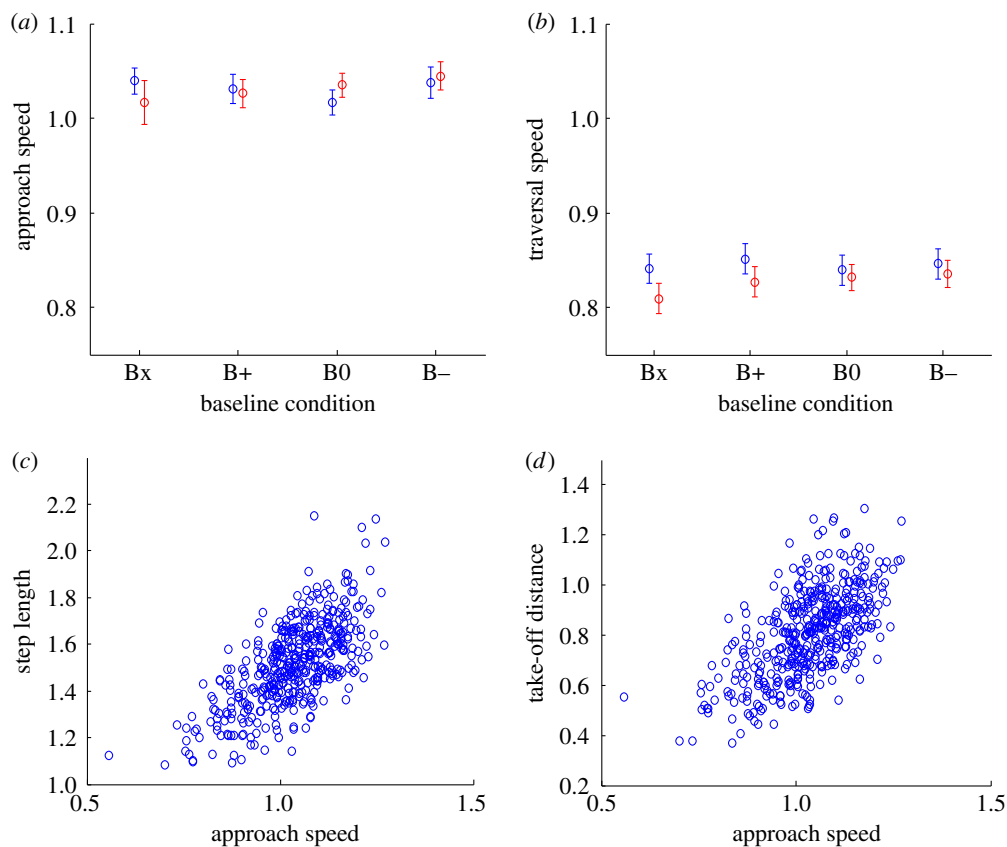 (a)
1.1
1.0
0.9
0.8
approach speed
Bx B+ B0 B–
baseline condition
(b)
1.1
1.0
0.9
0.8
traversal speed
Bx B+ B0 B–
baseline condition
(c)
2.2
2.0
1.8
1.6
1.4
1.2
1.0
step length
0.5 1.0 1.5
approach speed
(d)
1.4
1.2
1.0
0.8
0.6
0.4
0.2
take-off distance
0.5 1.0 1.5
approach speed